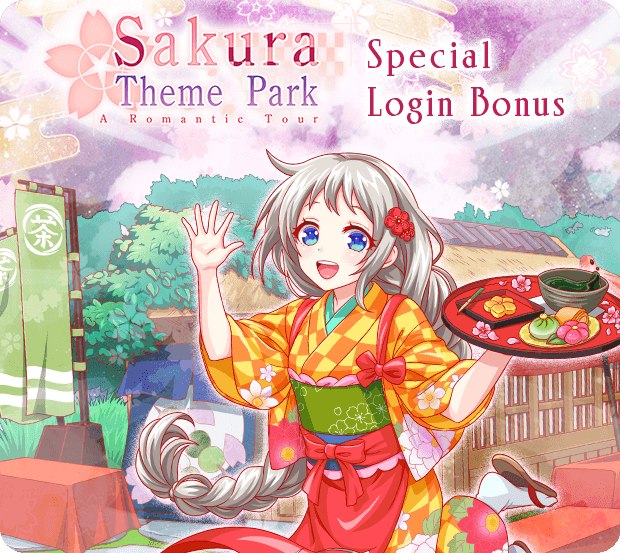 Sakura
Theme Park
A Romantic Tour
Special
Login Bonus
茶